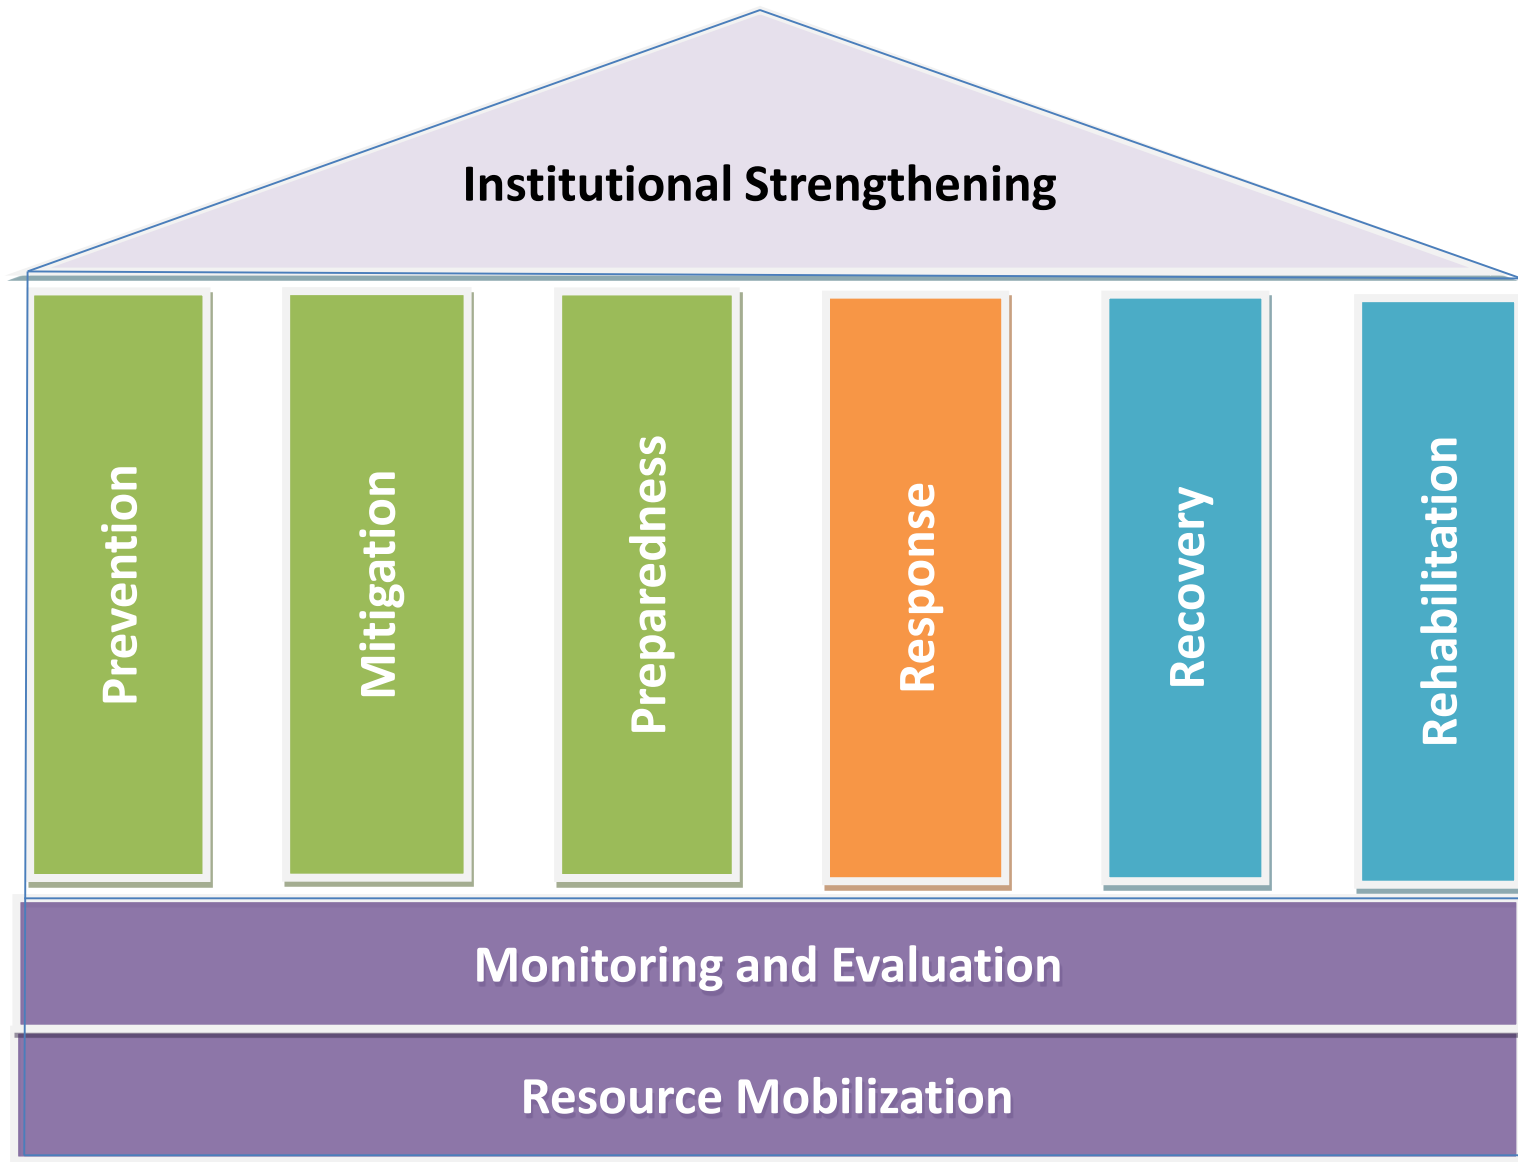 Institutional Strengthening
Prevention
Mitigation
Preparedness
Response
Recovery
Rehabilitation
Monitoring and Evaluation
Resource Mobilization